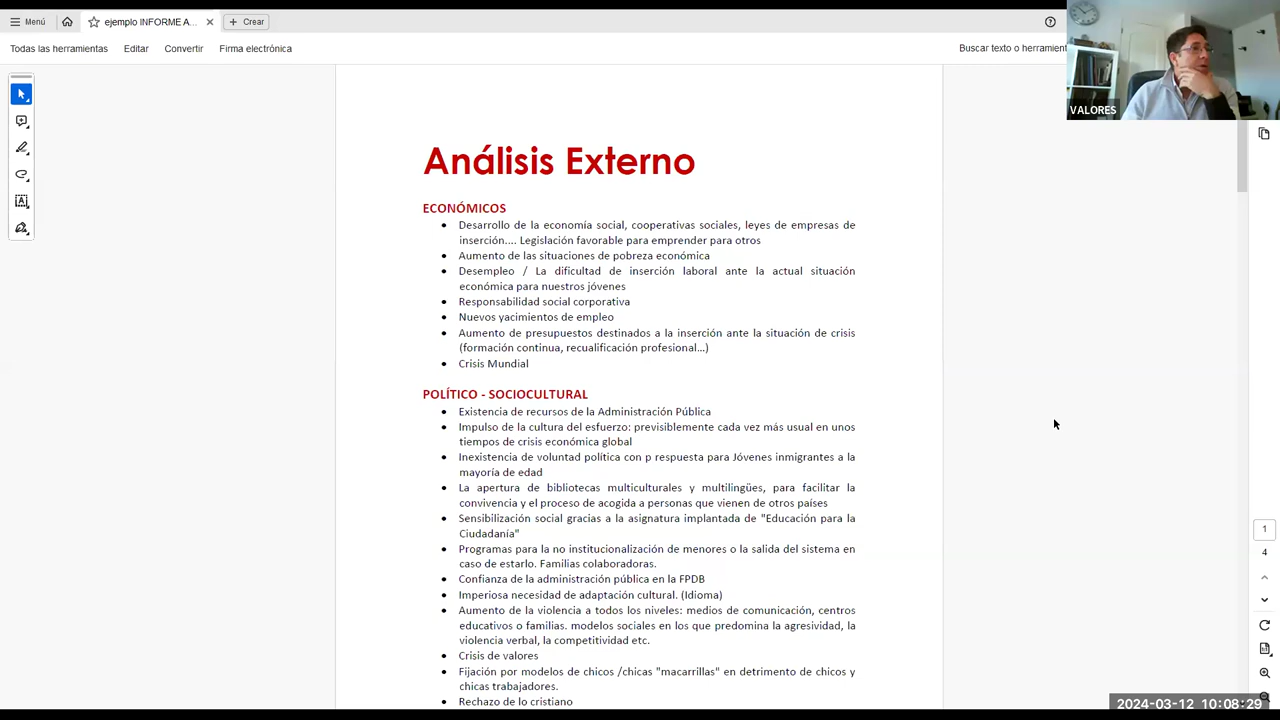 Menú
ejemplo INFORME A...
Crear
Todas las herramientas
Editar
Convertir
Firma electrónica
Buscar texto o herramient
VALORES
Análisis Externo
ECONÓMICOS
• Desarrollo de la economía social, cooperativas sociales, leyes de empresas de
inserción.... Legislación favorable para emprender para otros
• Aumento de las situaciones de pobreza económica
• Desempleo / La dificultad de inserción laboral ante la actual situación
económica para nuestros jóvenes
• Responsabilidad social corporativa
• Nuevos yacimientos de empleo
• Aumento de presupuestos destinados a la inserción ante la situación de crisis
(formación continua, recualificación profesional...)
• Crisis Mundial
POLÍTICO - SOCIOCULTURAL
• Existencia de recursos de la Administración Pública
• Impulso de la cultura del esfuerzo: previsiblemente cada vez más usual en unos
tiempos de crisis económica global
• Inexistencia de voluntad política con p respuesta para Jóvenes inmigrantes a la
mayoría de edad
• La apertura de bibliotecas multiculturales y multilingües, para facilitar la
convivencia y el proceso de acogida a personas que vienen de otros países
• Sensibilización social gracias a la asignatura implantada de "Educación para la
Ciudadanía"
• Programas para la no institucionalización de menores o la salida del sistema en
caso de estarlo. Familias colaboradoras.
• Confianza de la administración pública en la FPDB
• Imperiosa necesidad de adaptación cultural. (Idioma)
• Aumento de la violencia a todos los niveles: medios de comunicación, centros
educativos o familias. modelos sociales en los que predomina la agresividad, la
violencia verbal, la competitividad etc.
• Crisis de valores
• Fijación por modelos de chicos /chicas "macarrillas" en detrimento de chicos y
chicas trabajadores.
• Rechazo de lo cristiano
1
4
2024-03-12 10:08:29